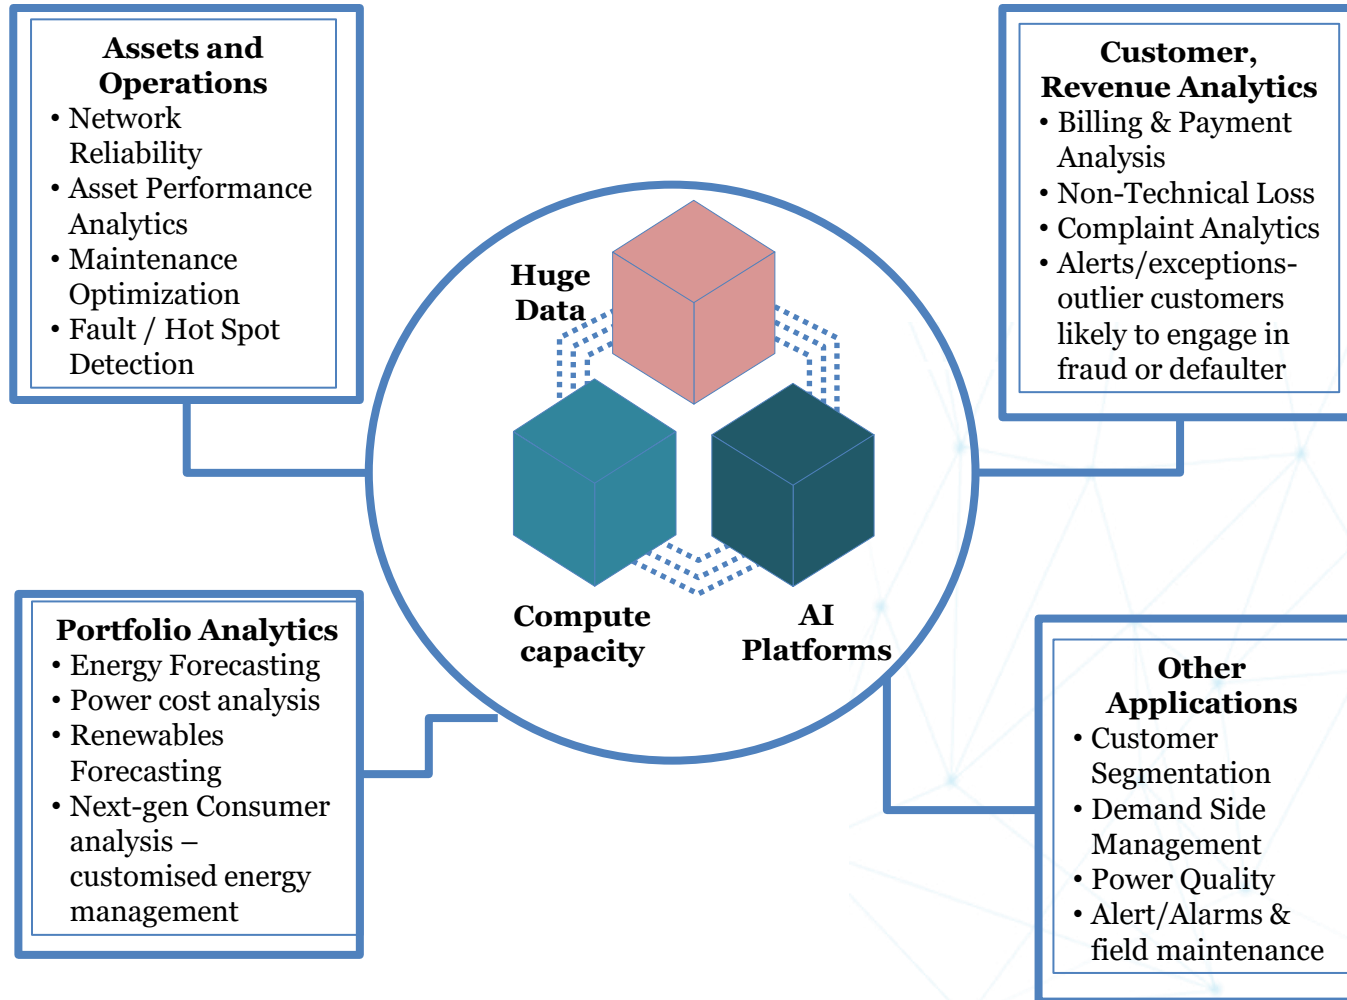 Assets and
Operations
• Network
Reliability
• Asset Performance
Analytics
• Maintenance
Optimization
• Fault / Hot Spot
Detection
Customer,
Revenue Analytics
• Billing & Payment
Analysis
• Non-Technical Loss
• Complaint Analytics
• Alerts/exceptions-
outlier customers
likely to engage in
fraud or defaulter
Huge
Data
Compute
capacity
AI
Platforms
Portfolio Analytics
• Energy Forecasting
• Power cost analysis
• Renewables
Forecasting
• Next-gen Consumer
analysis –
customised energy
management
Other
Applications
• Customer
Segmentation
• Demand Side
Management
• Power Quality
• Alert/Alarms &
field maintenance